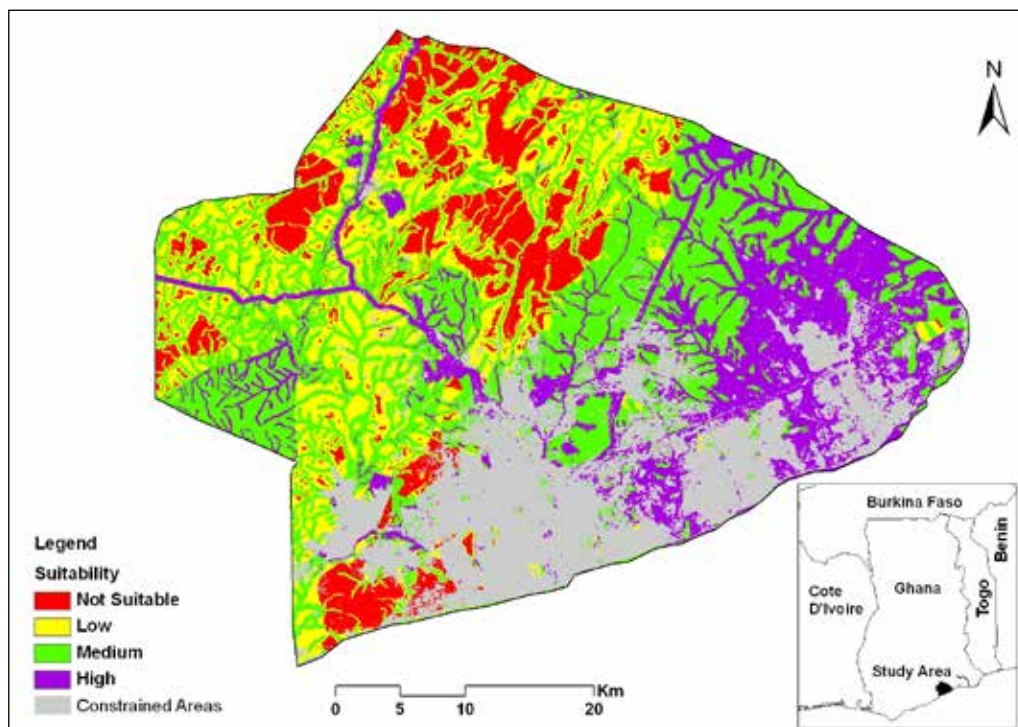 N
Legend
Suitability
Not Suitable
Low
Medium
High
Constrained Areas
Km
0 5 10 20
Burkina Faso
Benin
Togo
Ghana
Cote
D'Ivoire
Study Area